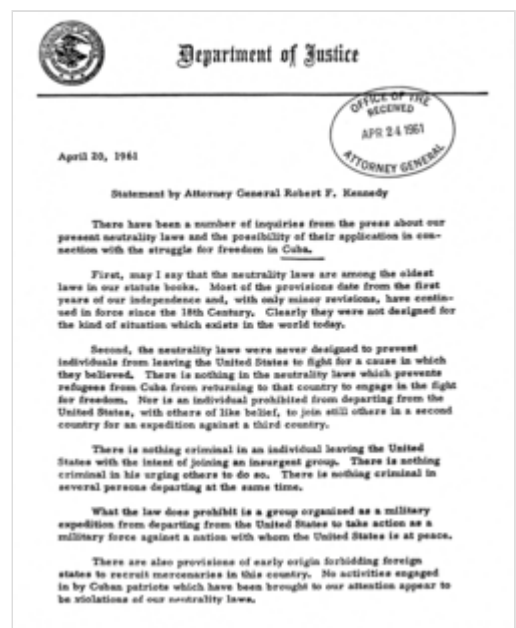 Department of Justice
OFFICE OF THE
RECEIVED
APR 24 1961
ATTORNEY GENERAL
April 20, 1961
Statement by Attorney General Robert F. Kennedy
There have been a number of inquiries from the press about our
present neutrality laws and the possibility of their application in con-
nection with the struggle for freedom in Cuba.
First, may I say that the neutrality laws are among the oldest
laws in our statute books. Most of the provisions date from the first
years of our independence and, with only minor revisions, have contin-
ued in force since the 18th Century. Clearly they were not designed for
the kind of situation which exists in the world today.
Second, the neutrality laws were never designed to prevent
individuals from leaving the United States to fight for a cause in which
they believed. There is nothing in the neutrality laws which prevents
refugees from Cuba from returning to that country to engage in the fight
for freedom. Nor is an individual prohibited from departing from the
United States, with others of like belief, to join still others in a second
country for an expedition against a third country.
There is nothing criminal in an individual leaving the United
States with the intent of joining an insurgent group. There is nothing
criminal in his urging others to do so. There is nothing criminal in
several persons departing at the same time.
What the law does prohibit is a group organized as a military
expedition from departing from the United States to take action as a
military force against a nation with whom the United States is at peace.
There are also provisions of early origin forbidding foreign
states to recruit mercenaries in this country. No activities engaged
in by Cuban patriots which have been brought to our attention appear to
be violations of our neutrality laws.